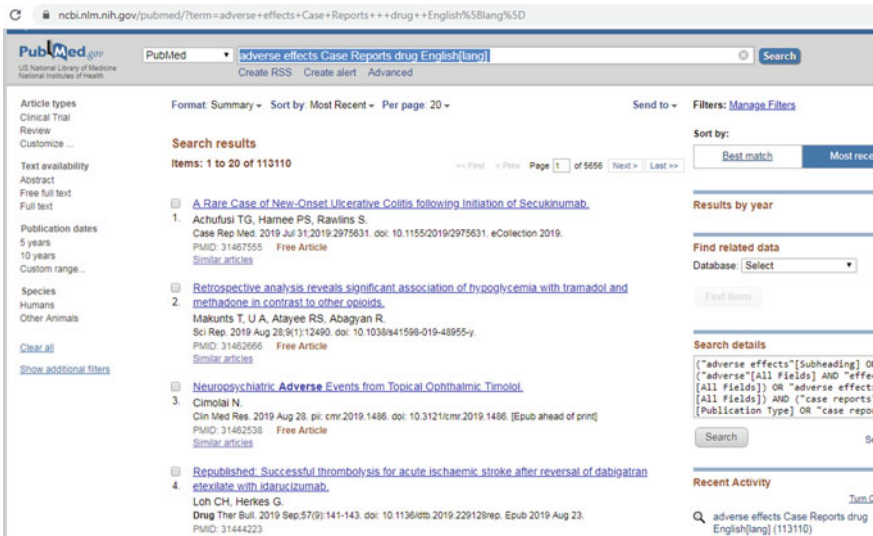 ncbi.nlm.nih.gov/pubmed/?term=adverse+effects+Case+Reports+++drug++English%5Blang%5D
PubMed.gov
US National Library of Medicine
National Institutes of Health
PubMed
adverse effects Case Reports drug English[lang]
Search
Create RSS Create alert Advanced
Article types
Clinical Trial
Review
Customize ...
Text availability
Abstract
Free full text
Full text
Publication dates
5 years
10 years
Custom range...
Species
Humans
Other Animals
Clear all
Show additional filters
Format: Summary Sort by: Most Recent Per page: 20
Send to
Search results
Items: 1 to 20 of 113110
<< First < Prev Page 1 of 5656 Next > Last >>
A Rare Case of New-Onset Ulcerative Colitis following Initiation of Secukinumab.
1. Achufusi TG, Harnee PS, Rawlins S.
Case Rep Med. 2019 Jul 31;2019:2975631. doi: 10.1155/2019/2975631. eCollection 2019.
PMID: 31467555 Free Article
Similar articles
Retrospective analysis reveals significant association of hypoglycemia with tramadol and
2. methadone in contrast to other opioids.
Makunts T, U A, Atayee RS, Abagyan R.
Sci Rep. 2019 Aug 28;9(1):12490. doi: 10.1038/s41598-019-48955-y.
PMID: 31462666 Free Article
Similar articles
Neuropsychiatric Adverse Events from Topical Ophthalmic Timolol.
3. Cimolai N.
Clin Med Res. 2019 Aug 28. pii: cmr.2019.1486. doi: 10.3121/cmr.2019.1486. [Epub ahead of print]
PMID: 31462538 Free Article
Similar articles
Republished: Successful thrombolysis for acute ischaemic stroke after reversal of dabigatran
4. etexilate with idarucizumab.
Loh CH, Herkes G.
Drug Ther Bull. 2019 Sep;57(9):141-143. doi: 10.1136/dtb.2019.229128rep. Epub 2019 Aug 23.
PMID: 31444223
Filters: Manage Filters
Sort by:
Best match Most rece
Results by year
Find related data
Database: Select
Find items
Search details
("adverse effects"[Subheading] OR
("adverse"[All Fields] AND "effec
[All Fields]) OR "adverse effects
[All Fields]) AND ("case reports"
[Publication Type] OR "case repor
Search
Recent Activity
adverse effects Case Reports drug
English[lang] (113110)